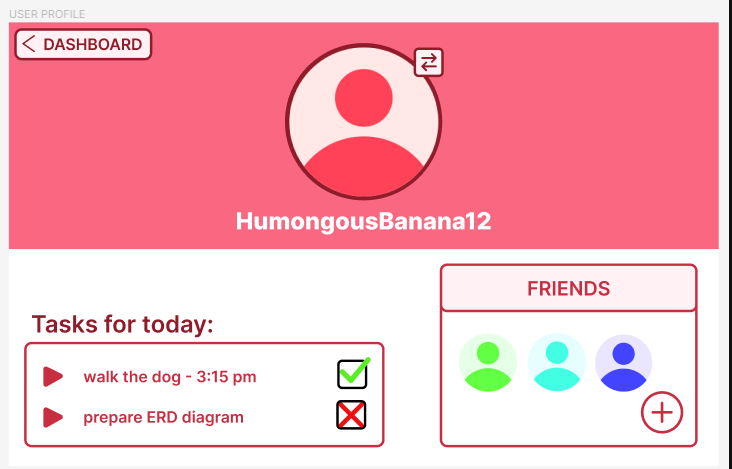 USER PROFILE
DASHBOARD
HumongousBanana12
Tasks for today:
walk the dog - 3:15 pm
prepare ERD diagram
FRIENDS